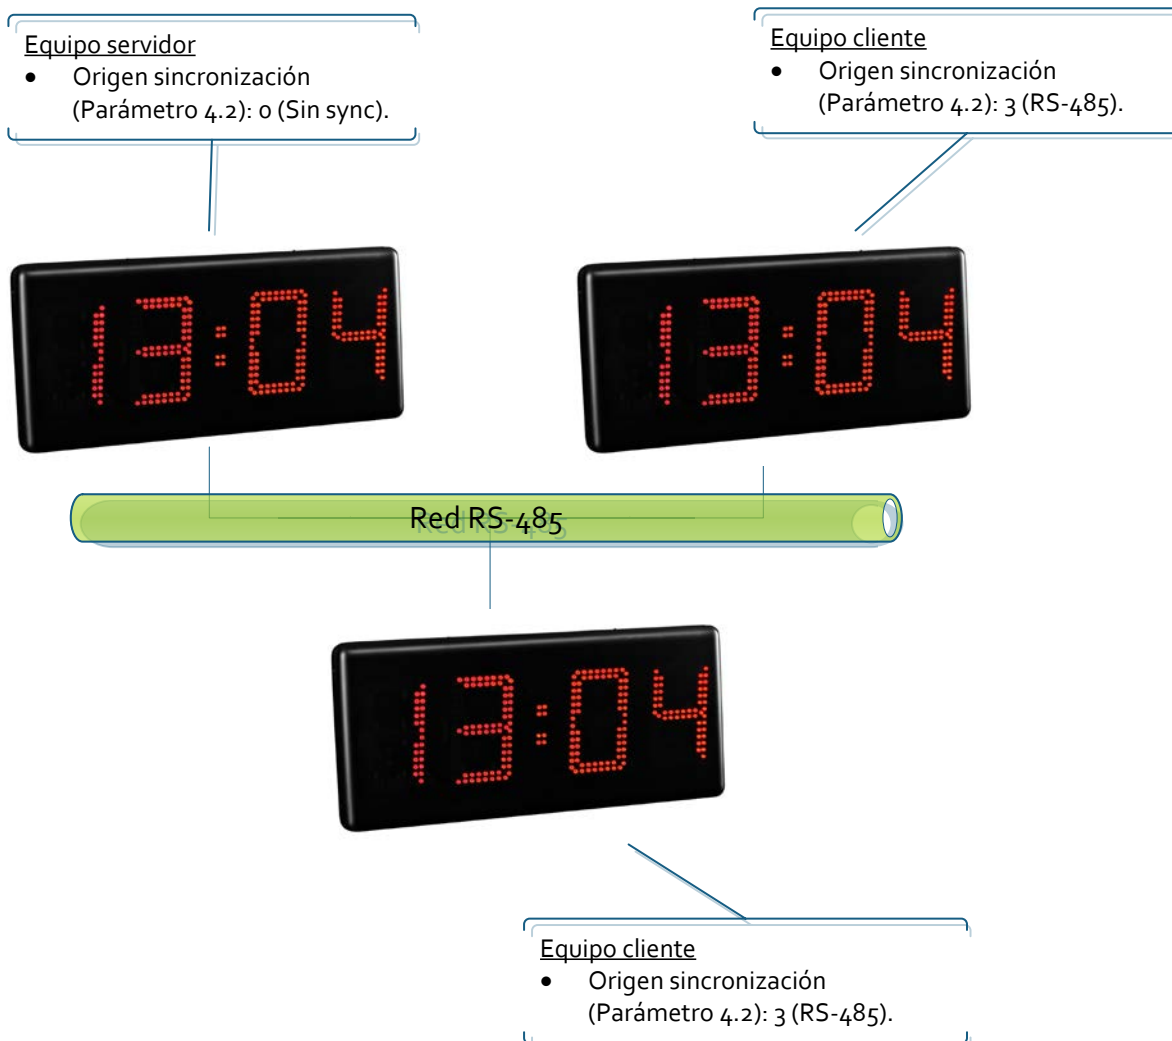 Equipo servidor
• Origen sincronización
(Parámetro 4.2): 0 (Sin sync).
Equipo cliente
• Origen sincronización
(Parámetro 4.2): 3 (RS-485).
13:04
13:04
Red RS-485
13:04
Equipo cliente
• Origen sincronización
(Parámetro 4.2): 3 (RS-485).